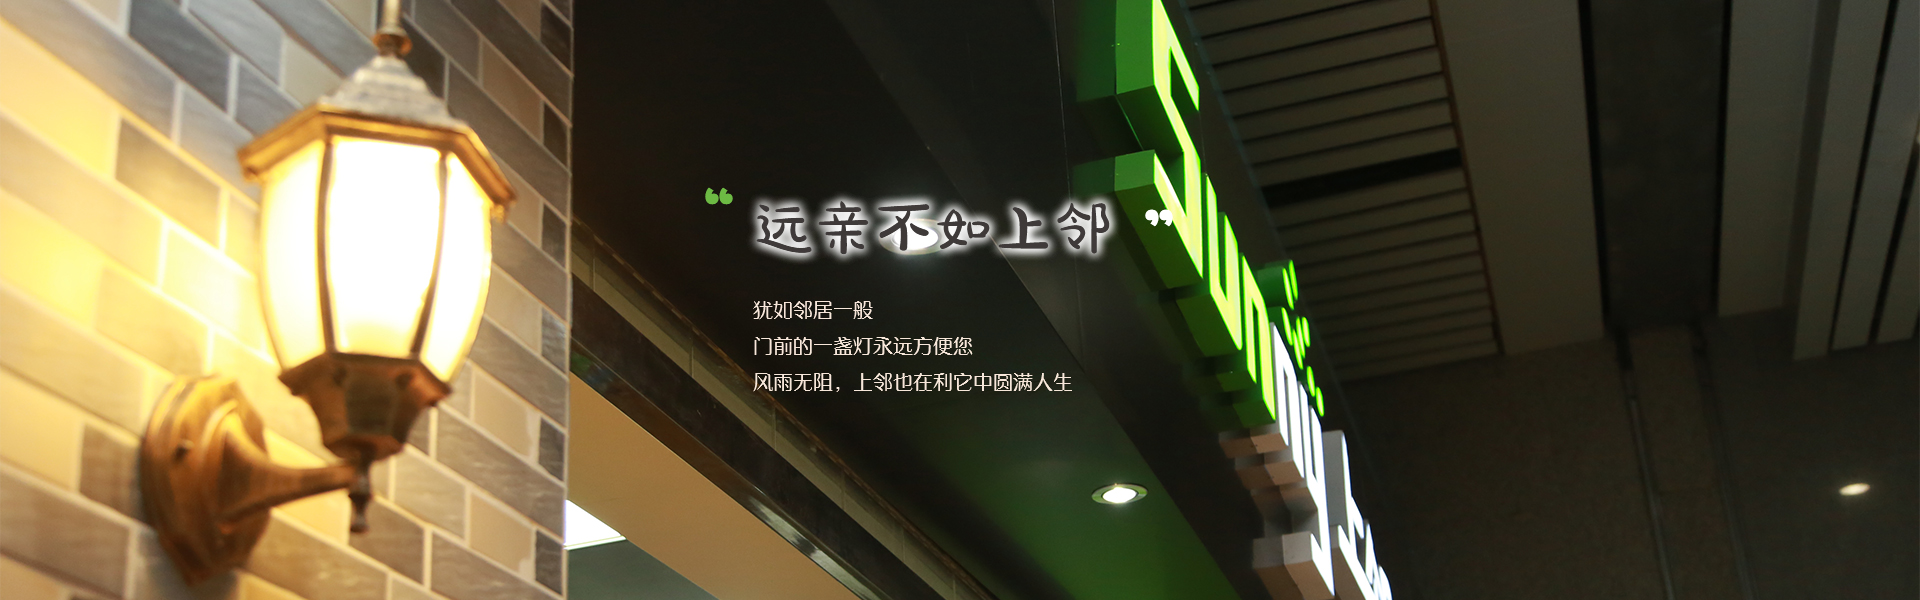 “远亲不如上邻”
犹如邻居一般
门前的一盏灯永远方便您
风雨无阻，上邻也在利它中圆满人生